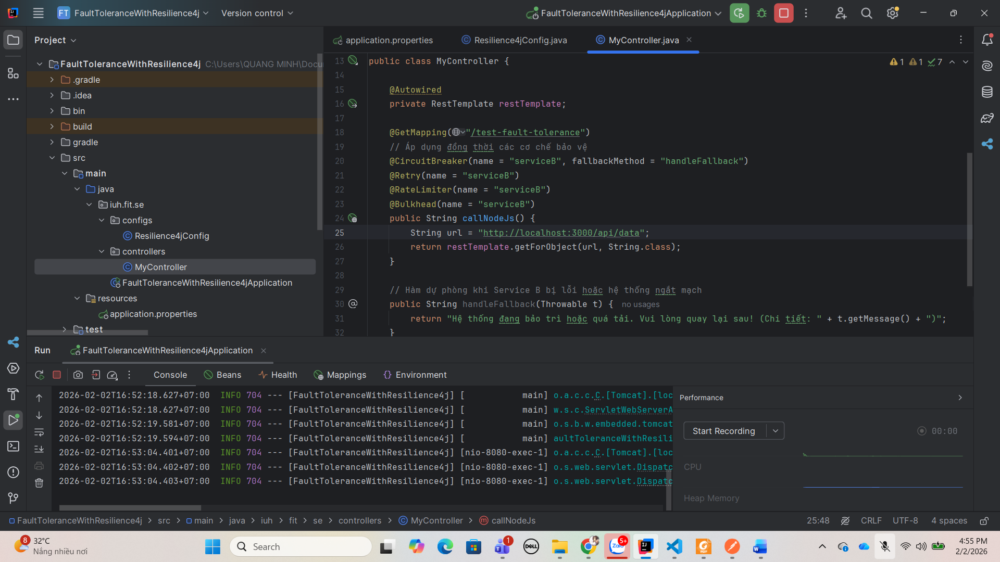 FT FaultToleranceWithResilience4j Version control FaultToleranceWithResilience4jApplication
Project
FaultToleranceWithResilience4j C:\Users\QUANG MINH\Docu
.gradle
.idea
bin
build
gradle
src
main
java
iuh.fit.se
configs
Resilience4jConfig
controllers
MyController
FaultToleranceWithResilience4jApplication
resources
application.properties
test
application.properties Resilience4jConfig.java MyController.java
1 1 7
13 public class MyController {
14
15 @Autowired
16 private RestTemplate restTemplate;
17
18 @GetMapping("/test-fault-tolerance")
19 // Áp dụng đồng thời các cơ chế bảo vệ
20 @CircuitBreaker(name = "serviceB", fallbackMethod = "handleFallback")
21 @Retry(name = "serviceB")
22 @RateLimiter(name = "serviceB")
23 @Bulkhead(name = "serviceB")
24 public String callNodeJs() {
25 String url = "http://localhost:3000/api/data";
26 return restTemplate.getForObject(url, String.class);
27 }
28
29 // Hàm dự phòng khi Service B bị lỗi hoặc hệ thống ngắt mạch
30 public String handleFallback(Throwable t) { no usages
31 return "Hệ thống đang bảo trì hoặc quá tải. Vui lòng quay lại sau! (Chi tiết: " + t.getMessage() + ")";
32 }
Run FaultToleranceWithResilience4jApplication
Console Beans Health Mappings Environment
2026-02-02T16:52:18.627+07:00 INFO 704 --- [FaultToleranceWithResilience4j] [ main] o.a.c.c.C.[Tomcat].[loc
2026-02-02T16:52:18.627+07:00 INFO 704 --- [FaultToleranceWithResilience4j] [ main] w.s.c.ServletWebServerA
2026-02-02T16:52:19.581+07:00 INFO 704 --- [FaultToleranceWithResilience4j] [ main] o.s.b.w.embedded.tomcat
2026-02-02T16:52:19.594+07:00 INFO 704 --- [FaultToleranceWithResilience4j] [ main] aultToleranceWithResili
2026-02-02T16:53:04.401+07:00 INFO 704 --- [FaultToleranceWithResilience4j] [nio-8080-exec-1] o.a.c.c.C.[Tomcat].[loc
2026-02-02T16:53:04.402+07:00 INFO 704 --- [FaultToleranceWithResilience4j] [nio-8080-exec-1] o.s.web.servlet.Dispatc
2026-02-02T16:53:04.403+07:00 INFO 704 --- [FaultToleranceWithResilience4j] [nio-8080-exec-1] o.s.web.servlet.Dispatc
Performance
Start Recording 00:00
CPU
Heap Memory
FaultToleranceWithResilience4j > src > main > java > iuh > fit > se > controllers > MyController > callNodeJs 25:48 CRLF UTF-8 4 spaces
8 32°C
Nắng nhiều nơi
Search
1
DELL
Zalo 5+
4:55 PM
2/2/2026